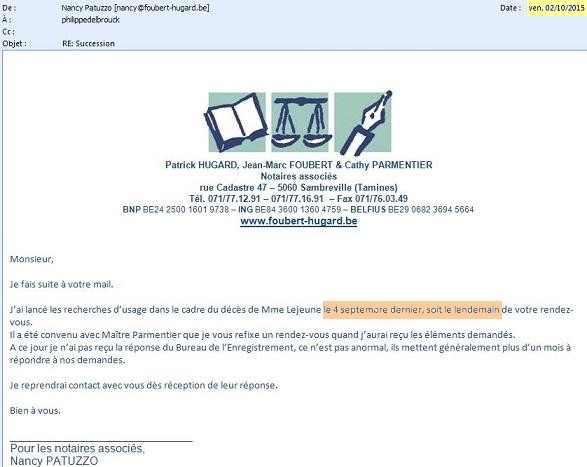 De : Nancy Patuzzo [nancy@foubert-hugard.be] Date : ven. 02/10/2015
À : philippedebrouck
Cc :
Objet : RE: Succession
Patrick HUGARD, Jean-Marc FOUBERT & Cathy PARMENTIER
Notaires associés
rue Cadastre 47 – 5060 Sambreville (Tamines)
Tél. 071/77.12.91 – 071/77.16.91 – Fax 071/76.03.49
BNP BE24 2500 1601 9738 – ING BE84 3600 1360 4759 – BELFIUS BE29 0682 3694 5664
www.foubert-hugard.be
Monsieur,
Je fais suite à votre mail.
J'ai lancé les recherches d'usage dans le cadre du décès de Mme Lejeune le 4 septembre dernier, soit le lendemain de votre rendez-
vous.
Il a été convenu avec Maître Parmentier que je vous refixe un rendez-vous quand j'aurai reçu les éléments demandés.
A ce jour je n'ai pas reçu la réponse du Bureau de l'Enregistrement, ce n'est pas anormal, ils mettent généralement plus d'un mois à
répondre à nos demandes.
Je reprendrai contact avec vous dès réception de leur réponse.
Bien à vous.
Pour les notaires associés,
Nancy PATUZZO